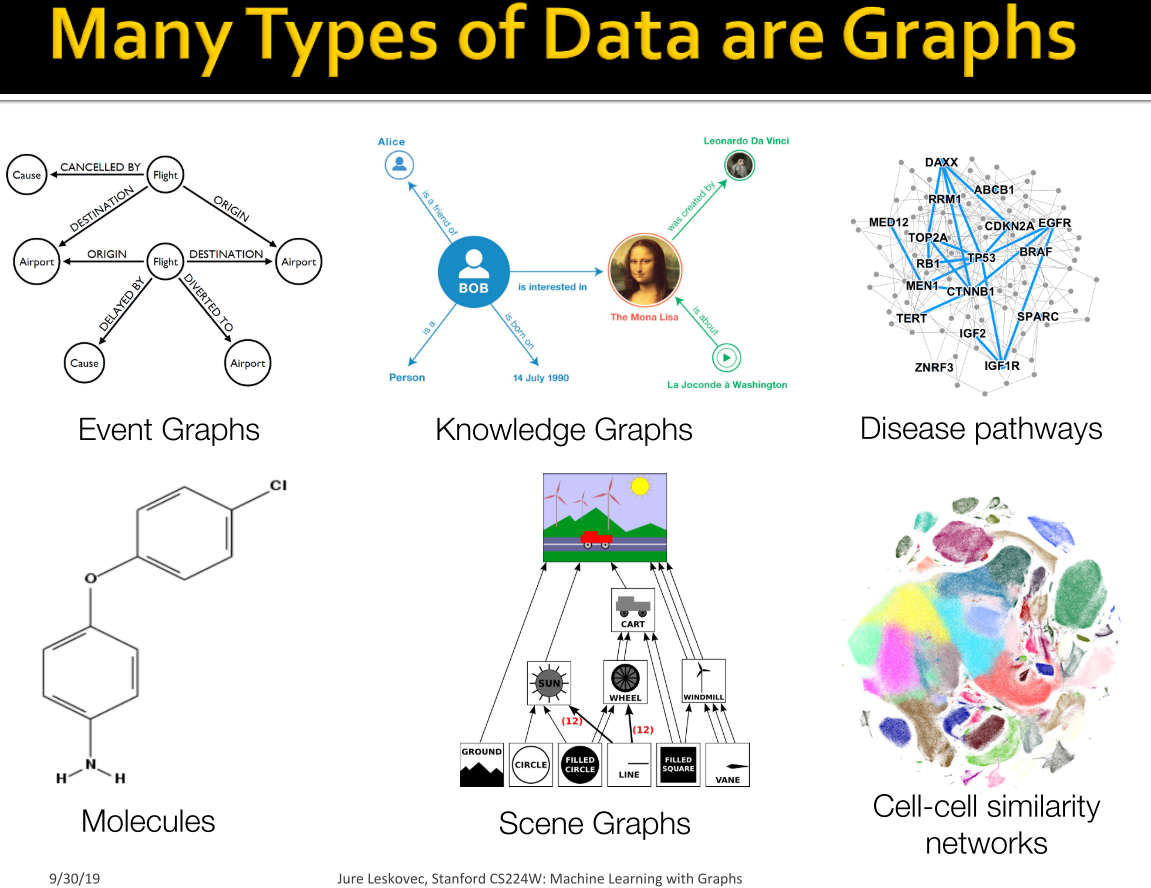 Many Types of Data are Graphs
Cause
CANCELLED BY
Flight
DESTINATION
ORIGIN
Airport
ORIGIN
Flight
DESTINATION
Airport
DELAYED BY
DIVERTED TO
Cause
Airport
Event Graphs
Alice
Leonardo Da Vinci
is a friend of
was created by
BOB
is interested in
The Mona Lisa
is a
is born on
is about
Person
14 July 1990
La Joconde à Washington
Knowledge Graphs
DAXX
ABCB1
RRM1
MED12
CDKN2A
EGFR
TOP2A
BRAF
RB1
TP53
MEN1
CTNNB1
TERT
SPARC
IGF2
ZNRF3
IGF1R
Disease pathways
Cl
O
N
H
H
Molecules
CART
SUN
WHEEL
WINDMILL
(12)
(12)
GROUND
CIRCLE
FILLED
CIRCLE
LINE
FILLED
SQUARE
VANE
Scene Graphs
Cell-cell similarity
networks
9/30/19
Jure Leskovec, Stanford CS224W: Machine Learning with Graphs